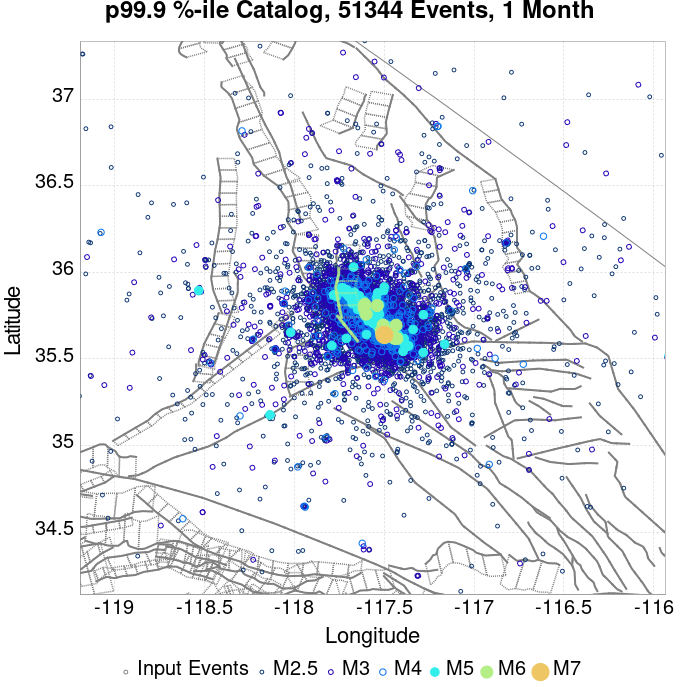 p99.9 %-ile Catalog, 51344 Events, 1 Month
37
36.5
36
35.5
35
34.5
Latitude
-119 -118.5 -118 -117.5 -117 -116.5 -116
Longitude
Input Events M2.5 M3 M4 M5 M6 M7